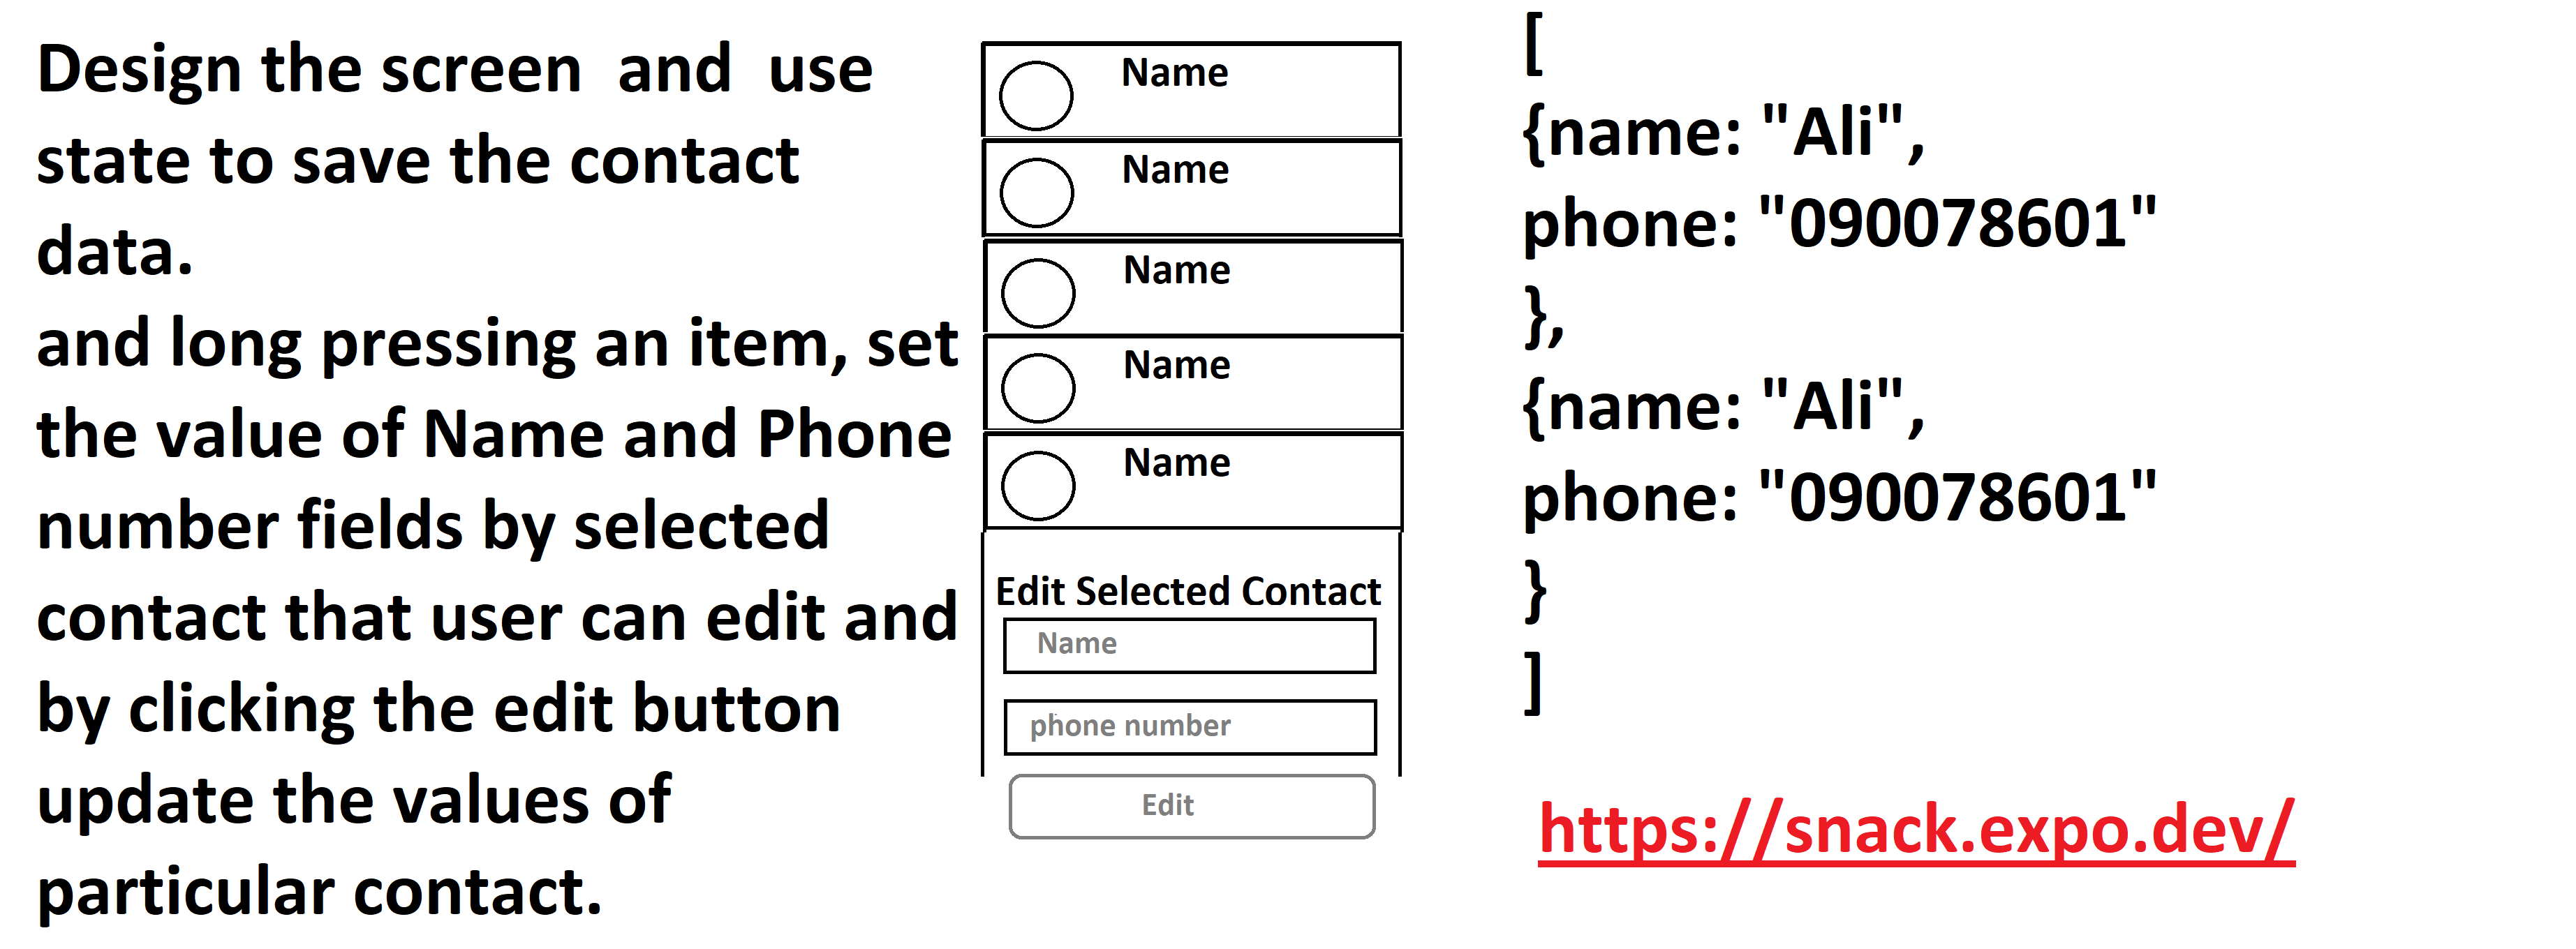 Design the screen  and  use
state to save the contact
data.
and long pressing an item, set
the value of Name and Phone
number fields by selected
contact that user can edit and
by clicking the edit button
update the values of
particular contact.
Name
Name
Name
Name
Name
Edit Selected Contact
Name
phone number
Edit
[
{name: "Ali",
phone: "090078601"
},
{name: "Ali",
phone: "090078601"
}
]
https://snack.expo.dev/